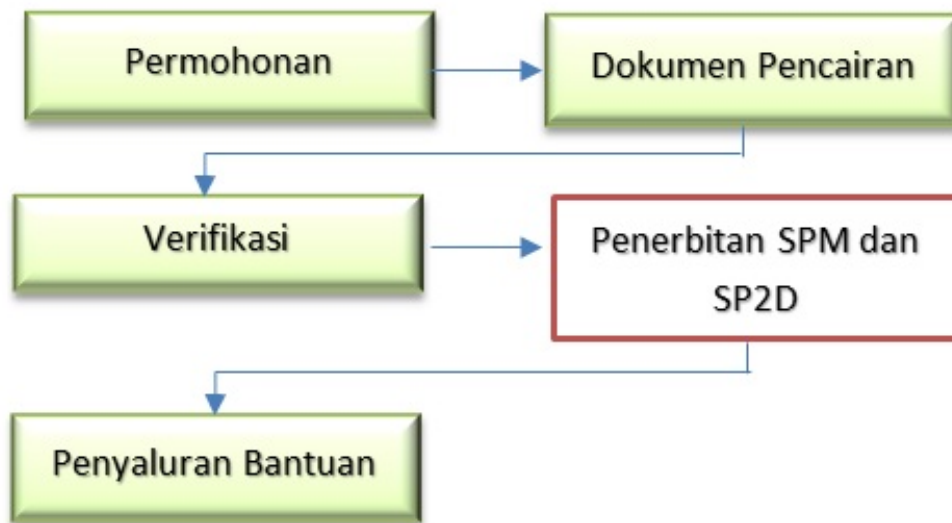 Permohonan
Dokumen Pencairan
Verifikasi
Penerbitan SPM dan
SP2D
Penyaluran Bantuan